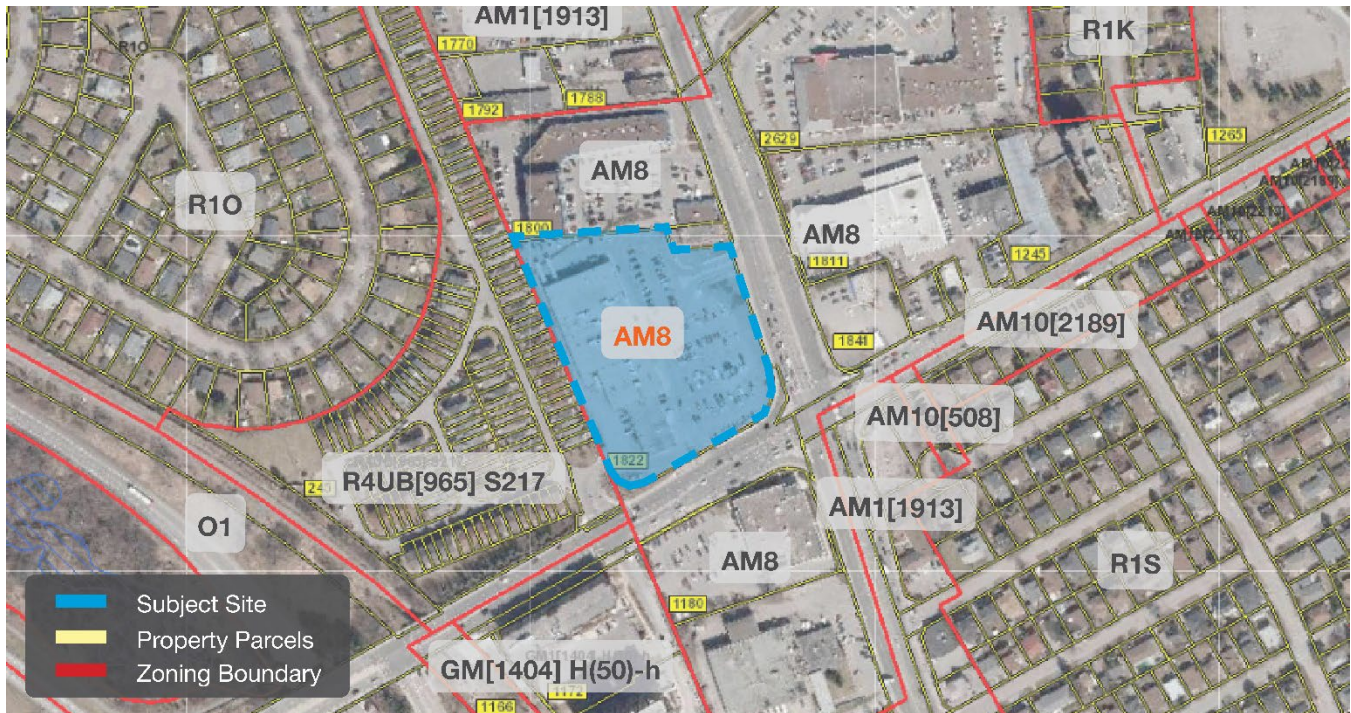 AM1[1913]
R1K
R1O
1770
1792
1788
2629
1265
AM8
R1O
1800
AM8
1811
1245
AM8
AM10[2189]
1841
AM10[508]
1822
R4UB[965] S217
AM1[1913]
O1
AM8
R1S
1180
GM[1404] H(50)-h
1172
1166
Subject Site
Property Parcels
Zoning Boundary